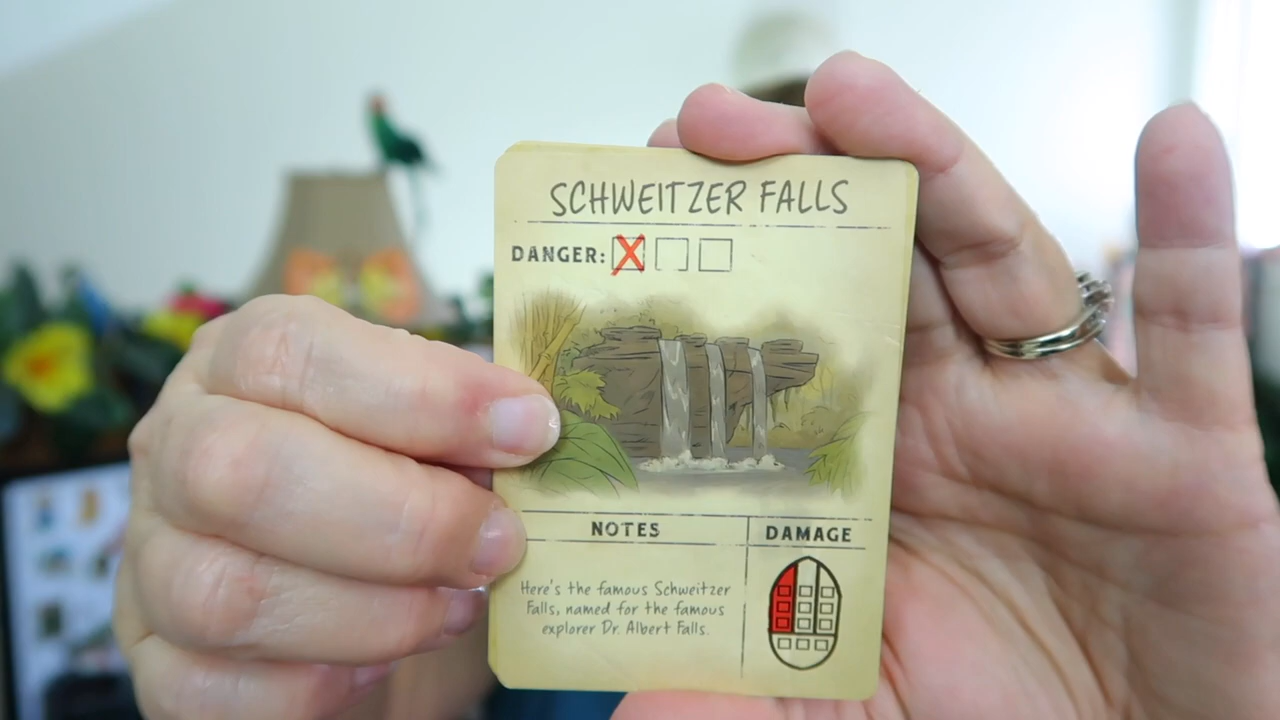 SCHWEITZER FALLS
DANGER:
NOTES
DAMAGE
Here's the famous Schweitzer
Falls, named for the famous
explorer Dr. Albert Falls.